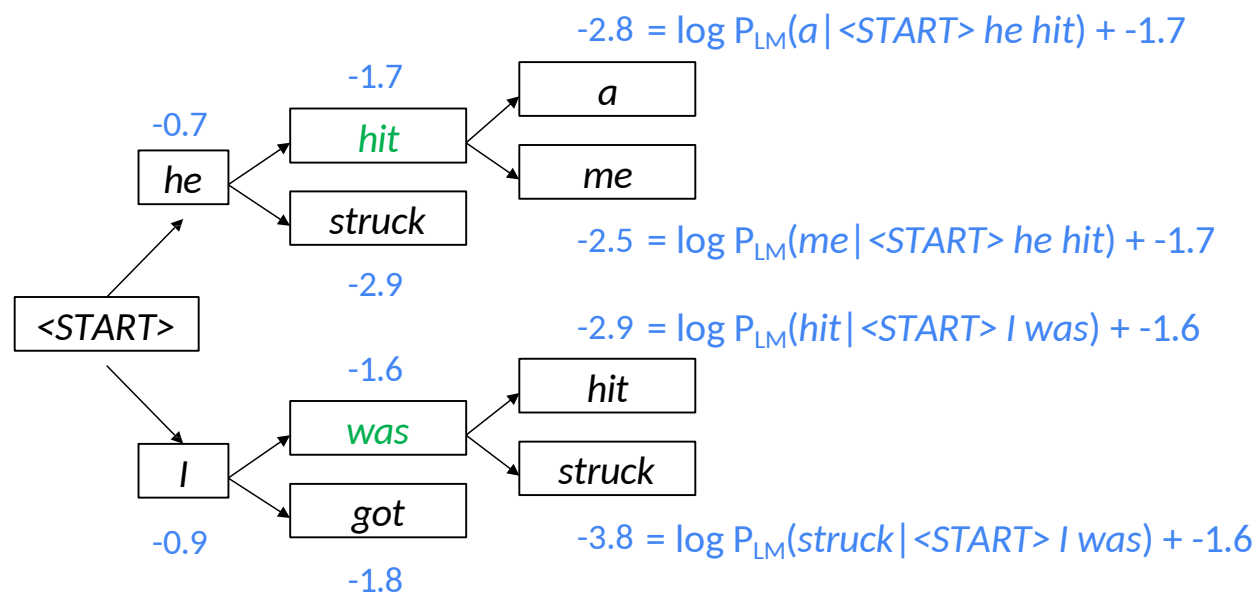 -2.8 = log P_LM(a|<START> he hit) + -1.7
-1.7
a
-0.7
hit
he
me
struck
-2.5 = log P_LM(me|<START> he hit) + -1.7
-2.9
<START>
-2.9 = log P_LM(hit|<START> I was) + -1.6
-1.6
hit
was
I
struck
got
-0.9
-3.8 = log P_LM(struck|<START> I was) + -1.6
-1.8